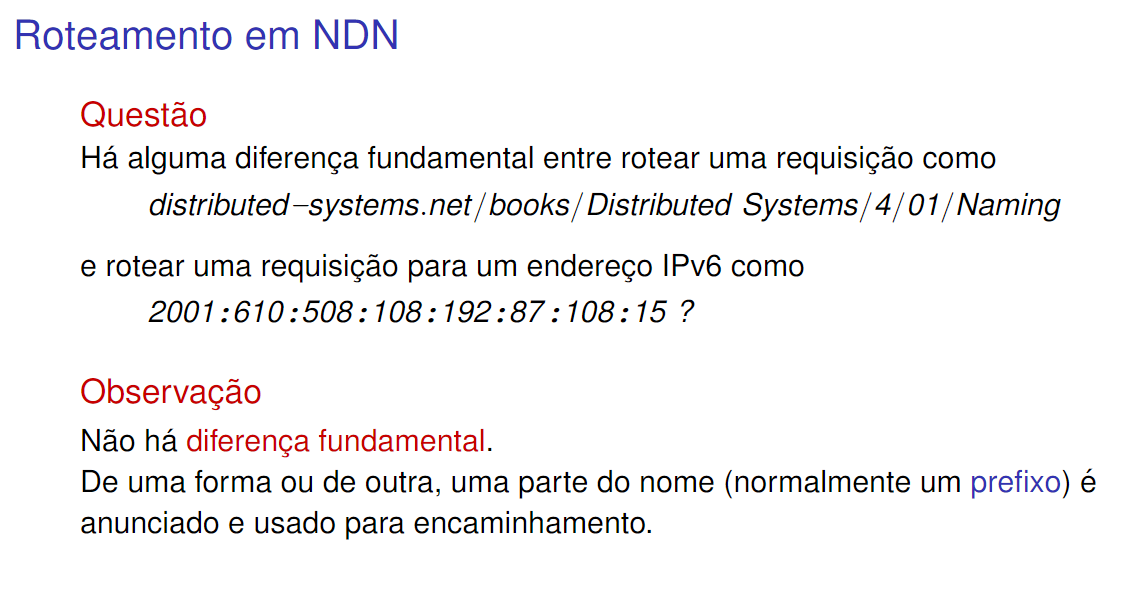 Roteamento em NDN
Questão
Há alguma diferença fundamental entre rotear uma requisição como
distributed–systems.net/books/Distributed Systems/4/01/Naming
e rotear uma requisição para um endereço IPv6 como
2001:610:508:108:192:87:108:15 ?
Observação
Não há diferença fundamental.
De uma forma ou de outra, uma parte do nome (normalmente um prefixo) é
anunciado e usado para encaminhamento.